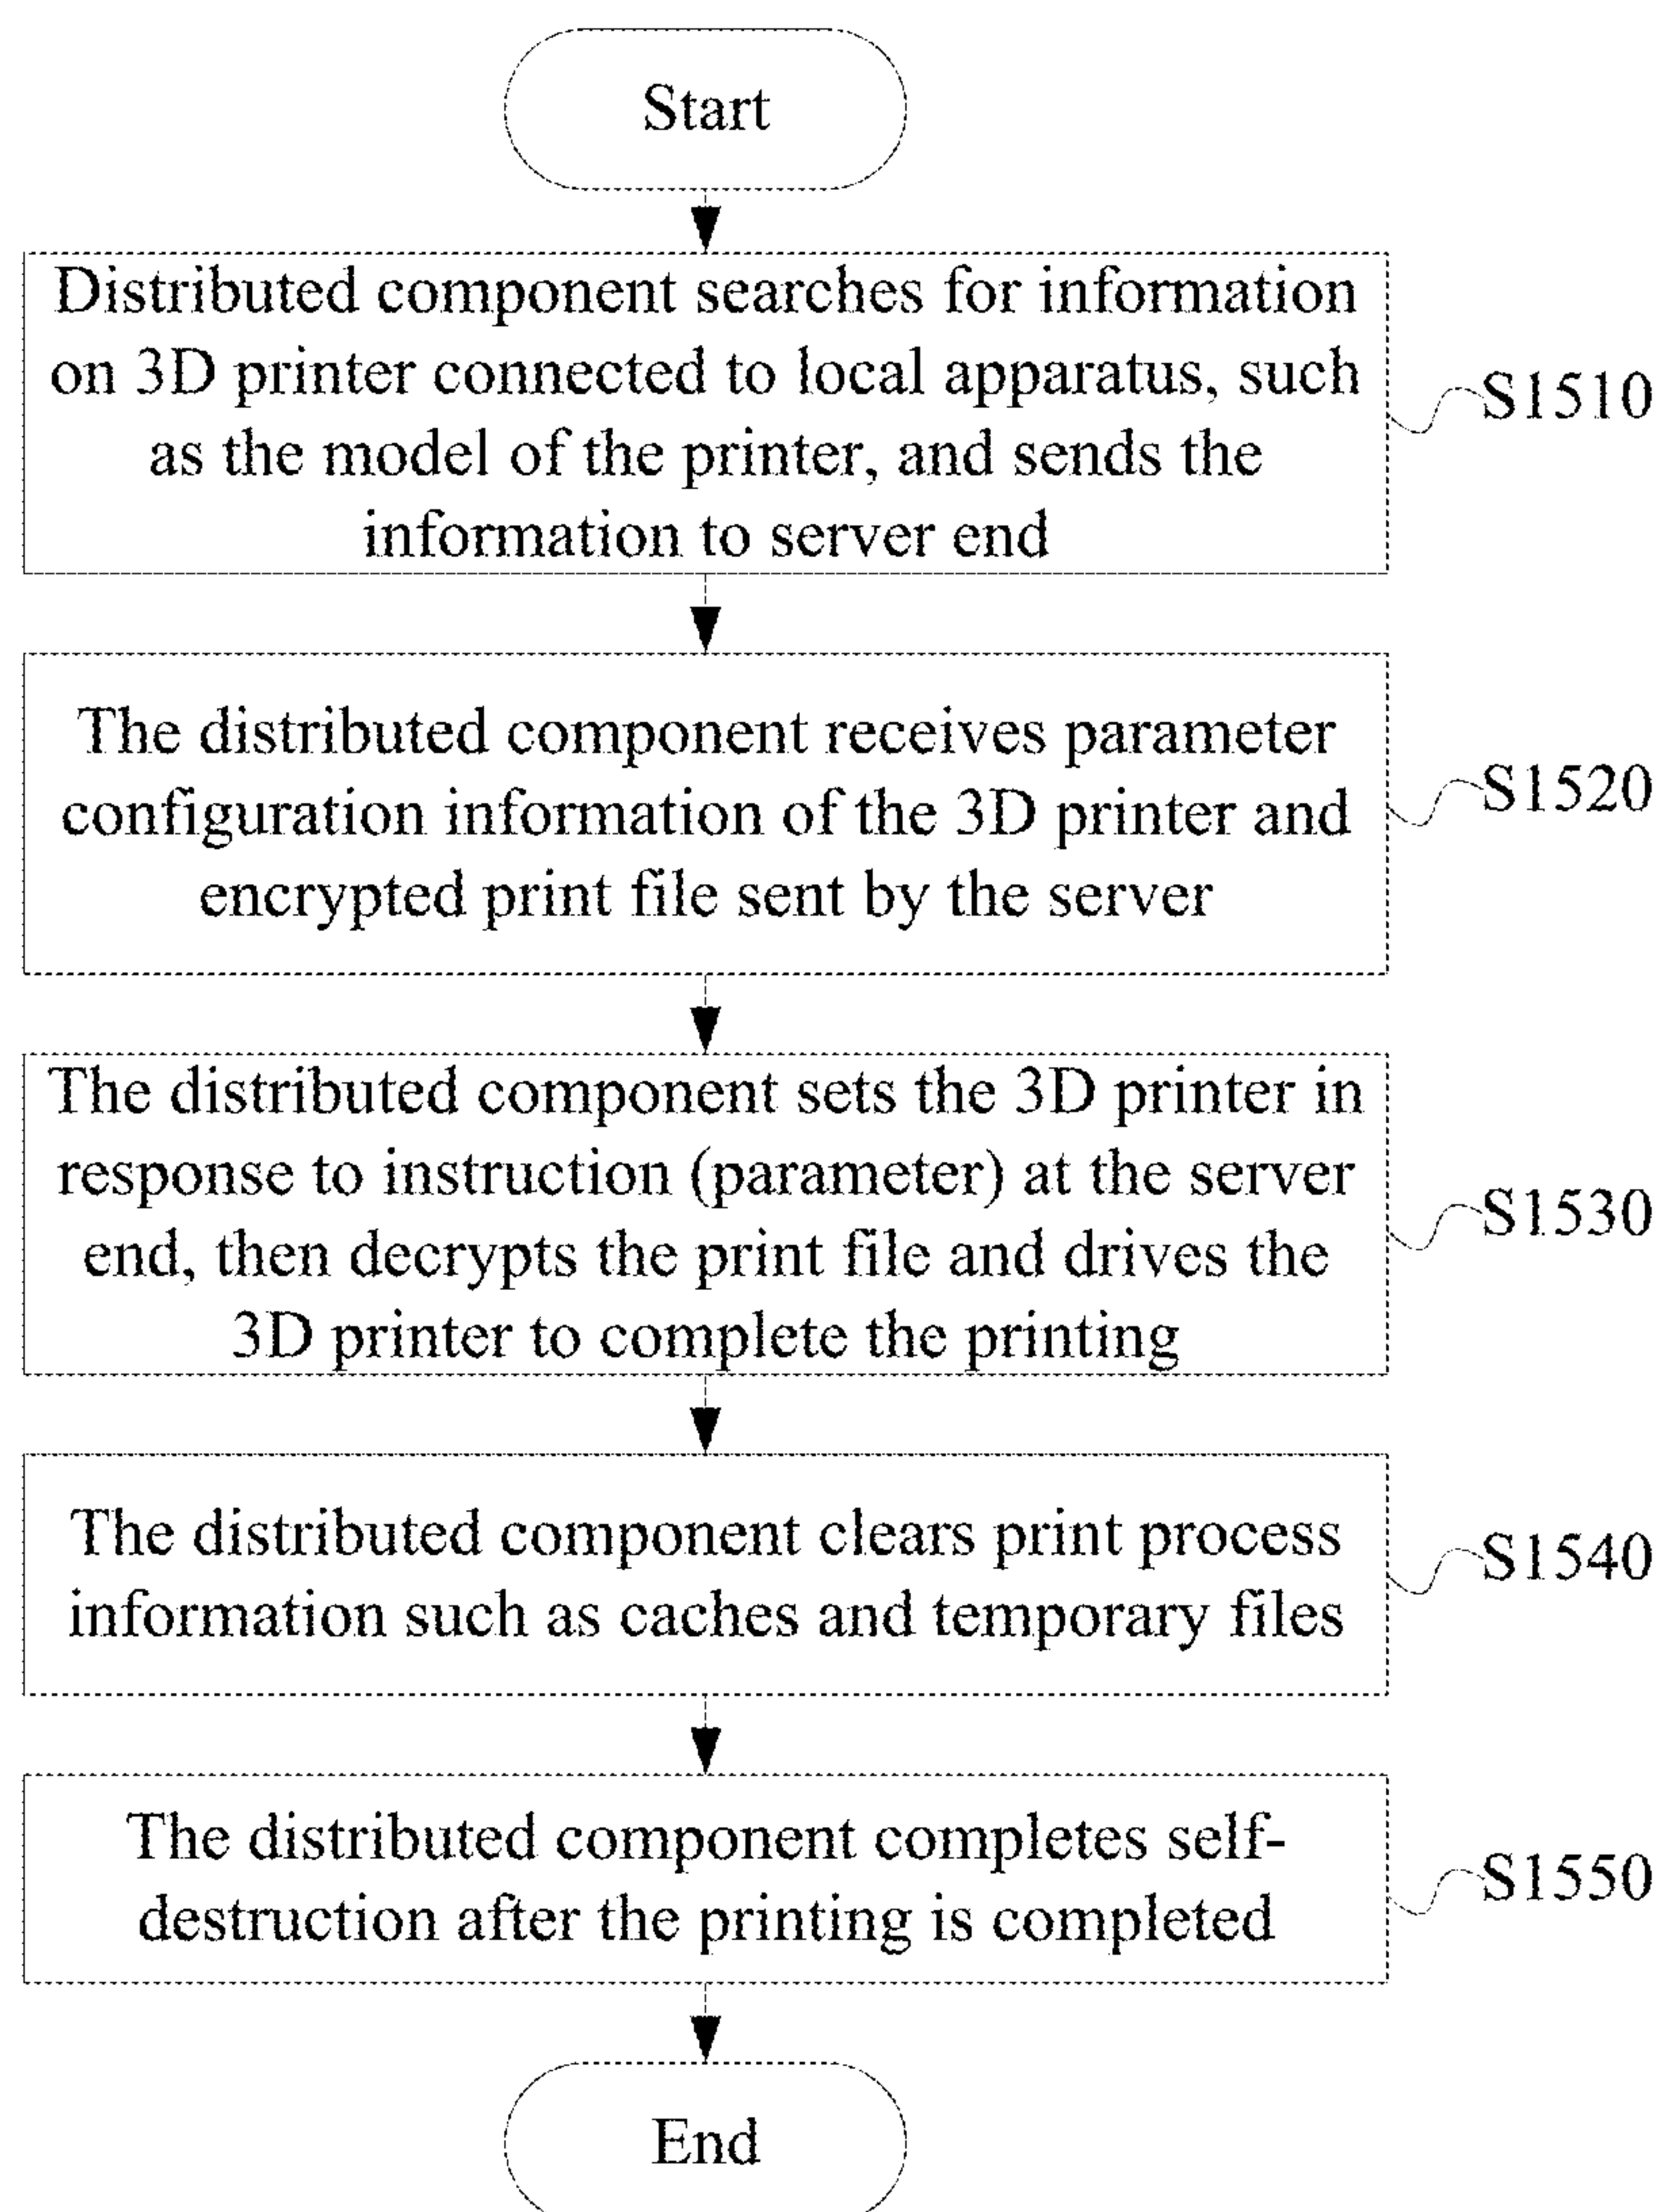 Start
Distributed component searches for information
on 3D printer connected to local apparatus, such
as the model of the printer, and sends the
information to server end
S1510
The distributed component receives parameter
configuration information of the 3D printer and
encrypted print file sent by the server
S1520
The distributed component sets the 3D printer in
response to instruction (parameter) at the server
end, then decrypts the print file and drives the
3D printer to complete the printing
S1530
The distributed component clears print process
information such as caches and temporary files
S1540
The distributed component completes self-
destruction after the printing is completed
S1550
End